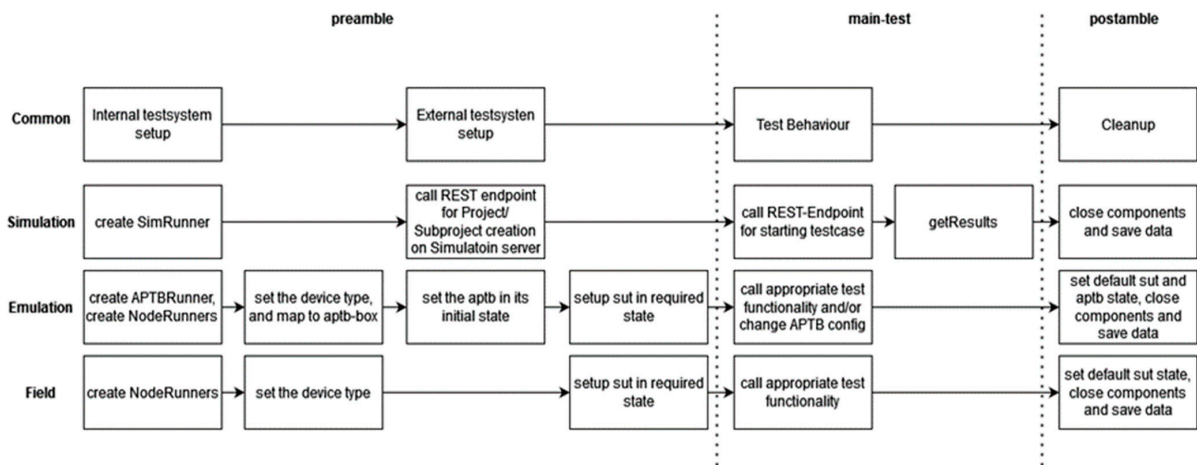 preamble
main-test
postamble
Common
Internal testsystem
setup
External testsysten
setup
Test Behaviour
Cleanup
Simulation
create SimRunner
call REST endpoint
for Project/
Subproject creation
on Simulatoin server
call REST-Endpoint
for starting testcase
getResults
close components
and save data
Emulation
create APTBRunner,
create NodeRunners
set the device type,
and map to aptb-box
set the aptb in its
initial state
setup sut in required
state
call appropriate test
functionality and/or
change APTB config
set default sut and
aptb state, close
components and
save data
Field
create NodeRunners
set the device type
setup sut in required
state
call appropriate test
functionality
set default sut state,
close components
and save data